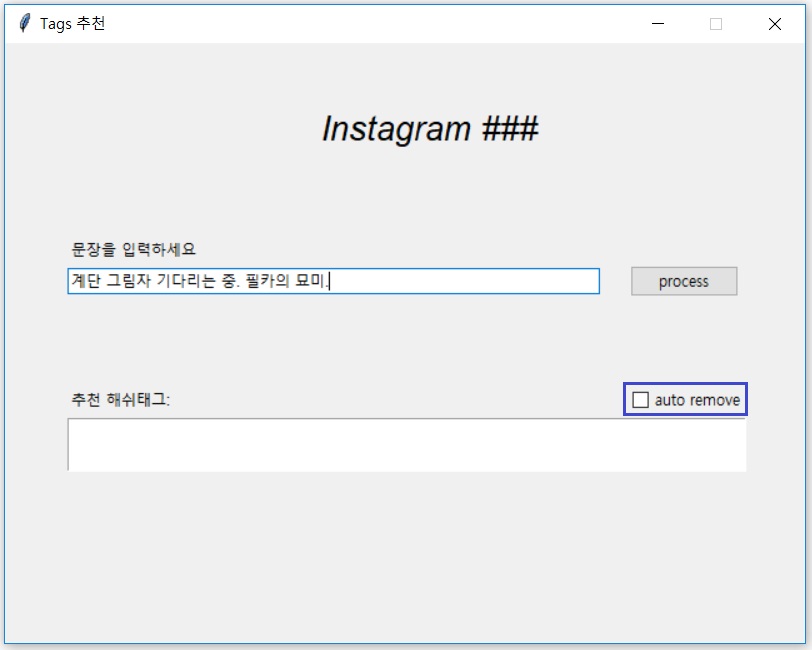 Tags 추천
Instagram ###
문장을 입력하세요
계단 그림자 기다리는 중. 필카의 묘미.
process
추천 해쉬태그:
auto remove